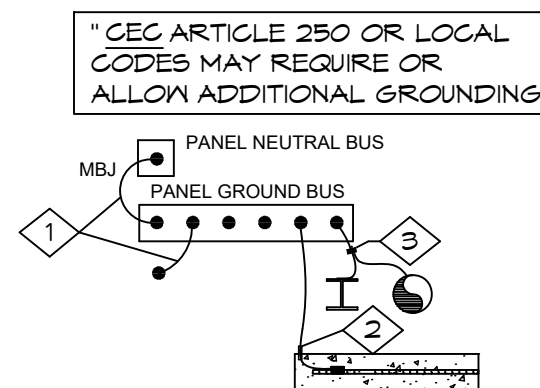 " CEC ARTICLE 250 OR LOCAL
CODES MAY REQUIRE OR
ALLOW ADDITIONAL GROUNDING
PANEL NEUTRAL BUS
MBJ
PANEL GROUND BUS
1
3
2